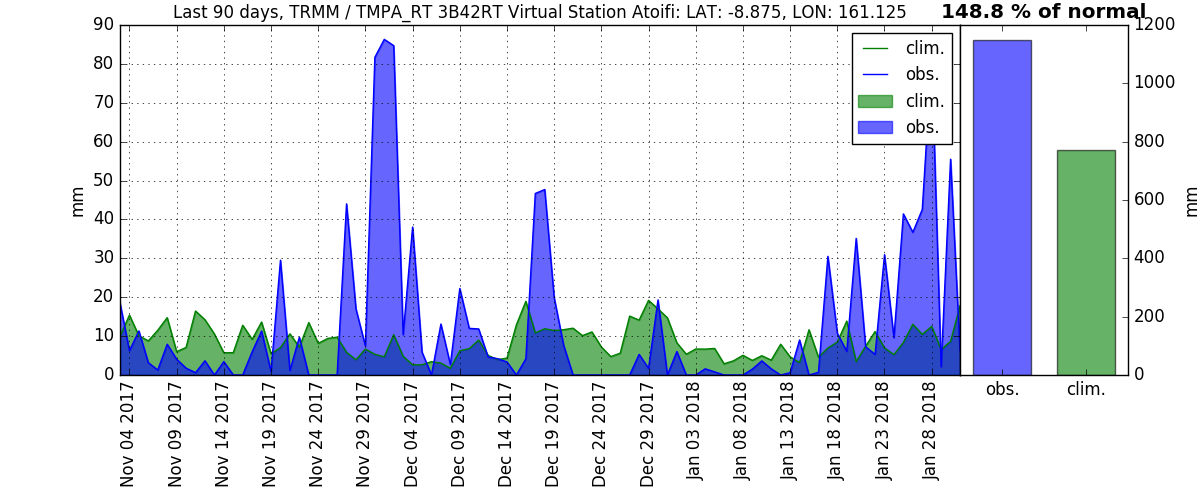 Last 90 days, TRMM / TMPA_RT 3B42RT Virtual Station Atoifi: LAT: -8.875, LON: 161.125
148.8 % of normal
90
80
70
60
50
40
30
20
10
0
mm
clim.
obs.
clim.
obs.
Nov 04 2017
Nov 09 2017
Nov 14 2017
Nov 19 2017
Nov 24 2017
Nov 29 2017
Dec 04 2017
Dec 09 2017
Dec 14 2017
Dec 19 2017
Dec 24 2017
Dec 29 2017
Jan 03 2018
Jan 08 2018
Jan 13 2018
Jan 18 2018
Jan 23 2018
Jan 28 2018
1200
1000
800
600
400
200
0
mm
obs.
clim.